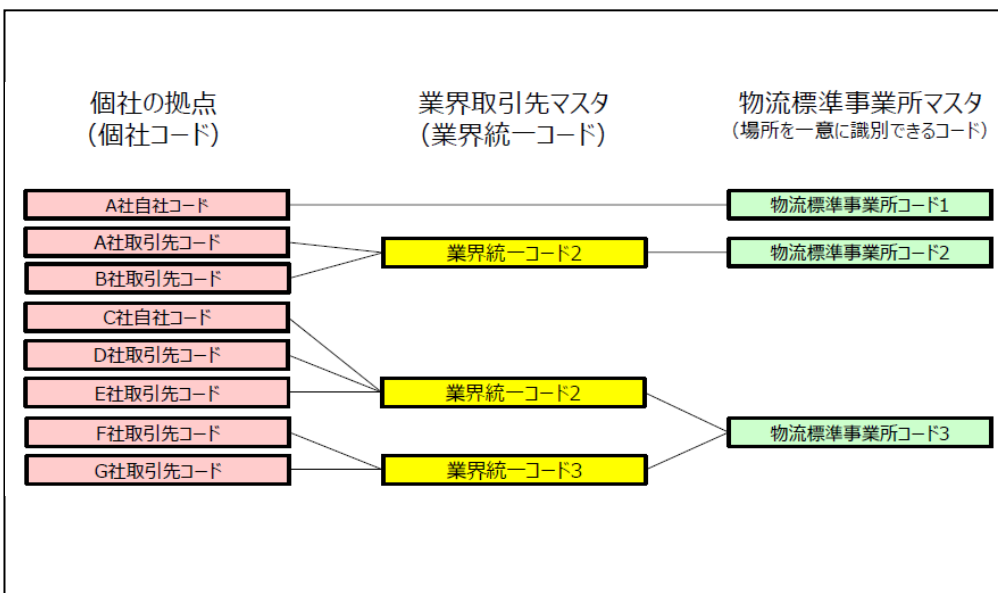 個社の拠点
（個社コード）
業界取引先マスタ
（業界統一コード）
物流標準事業所マスタ
（場所を一意に識別できるコード）
A社自社コード
物流標準事業所コード1
A社取引先コード
業界統一コード2
物流標準事業所コード2
B社取引先コード
C社自社コード
D社取引先コード
E社取引先コード
業界統一コード2
F社取引先コード
物流標準事業所コード3
G社取引先コード
業界統一コード3